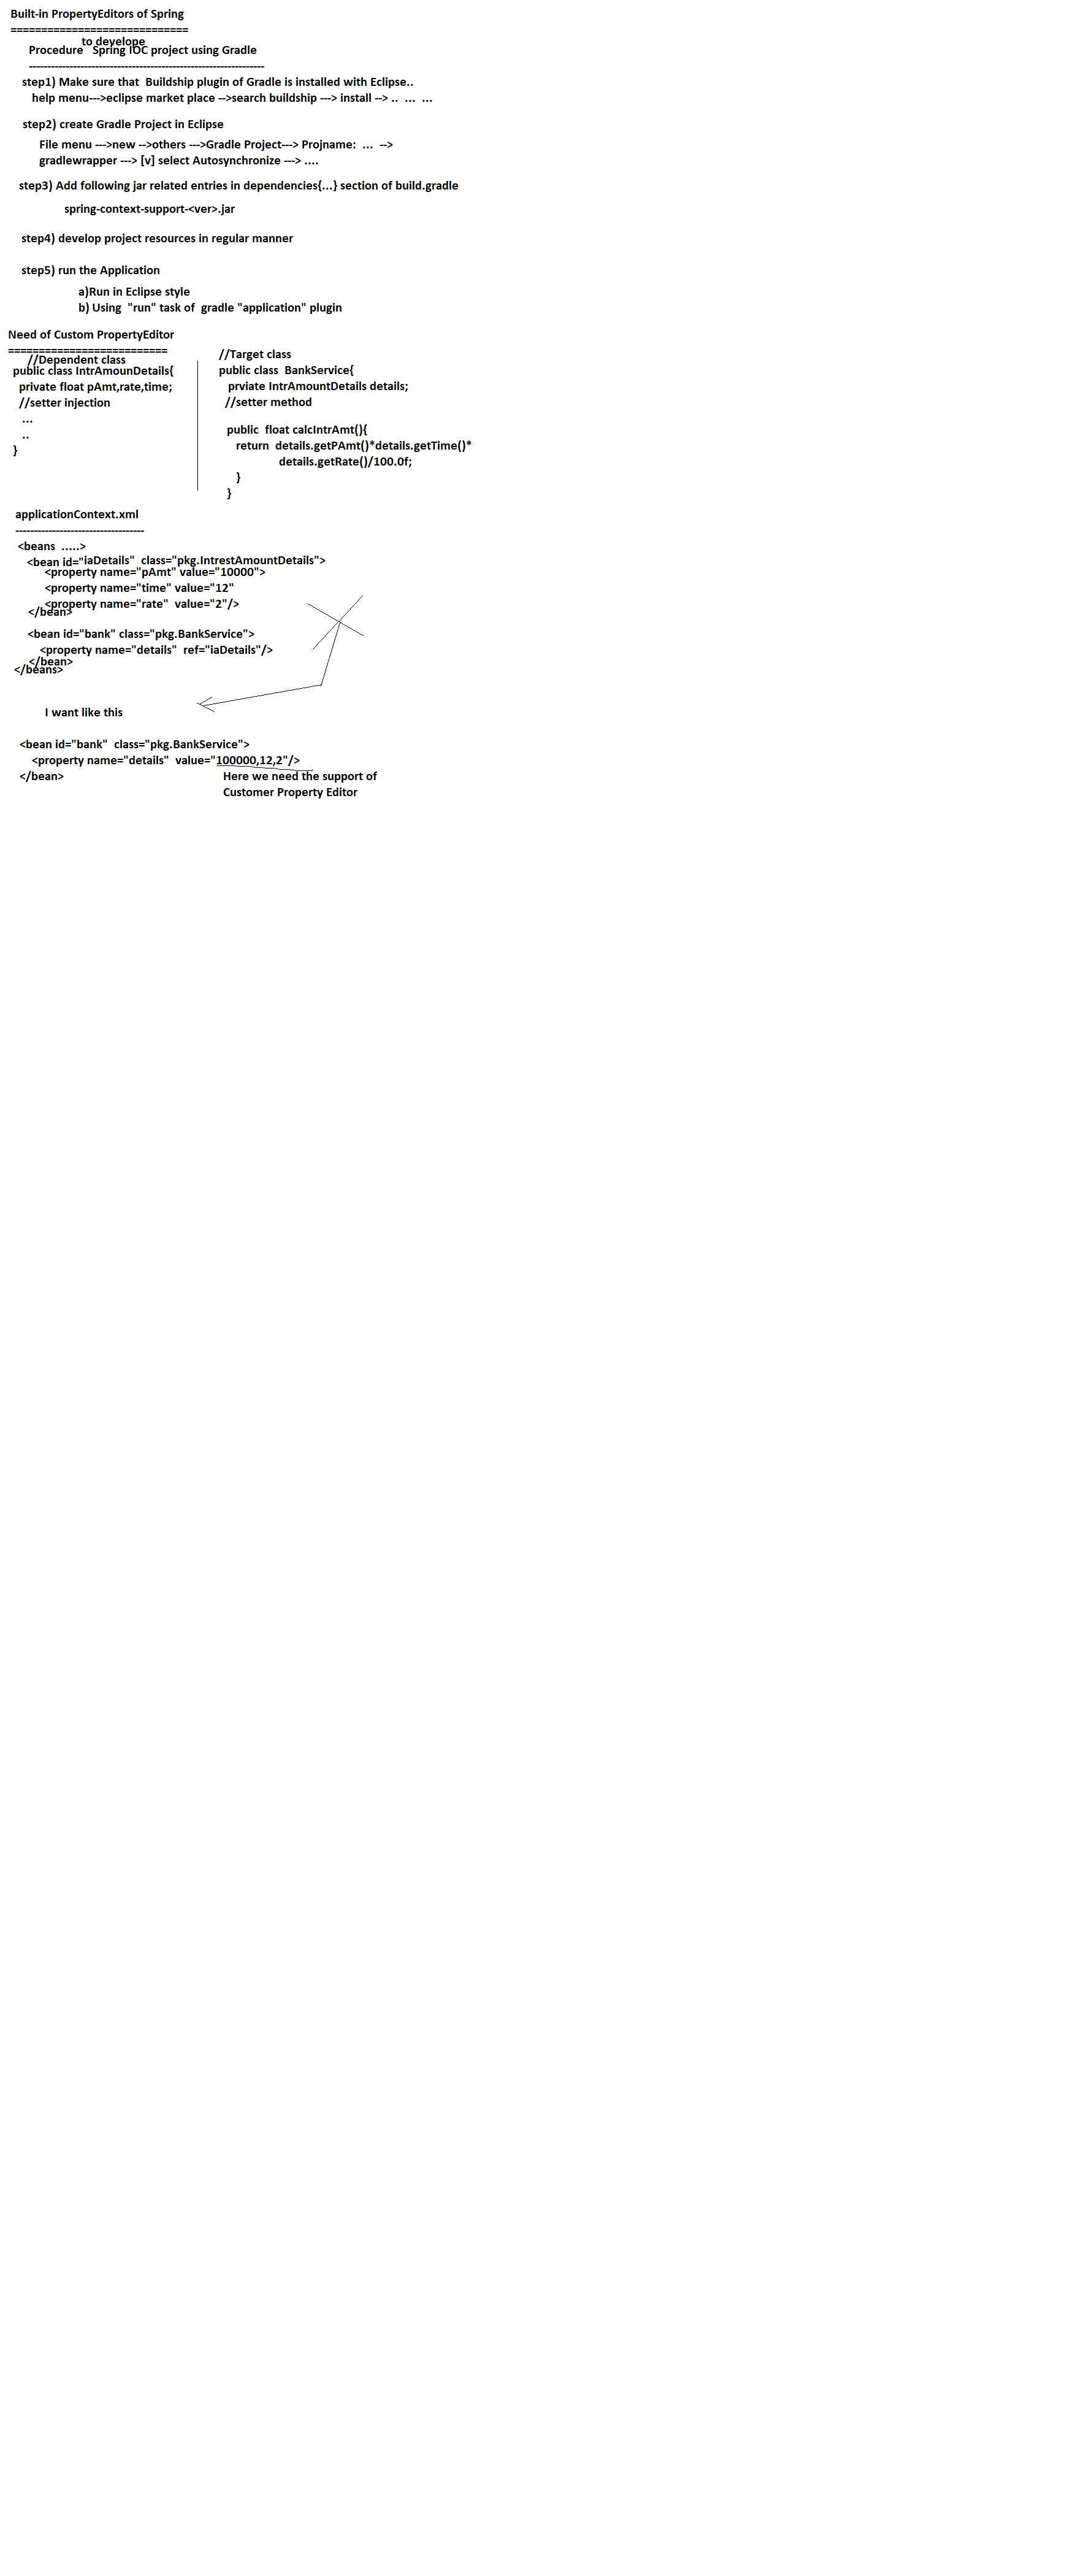 Built-in PropertyEditors of Spring
=============================
to develope
Procedure   Spring IOC project using Gradle
----------------------------------------------------------------
step1) Make sure that  Buildship plugin of Gradle is installed with Eclipse..
help menu--->eclipse market place -->search buildship ---> install --> ..  ...  ...
step2) create Gradle Project in Eclipse
File menu --->new -->others --->Gradle Project---> Projname:  ...  -->
gradlewrapper ---> [v] select Autosynchronize ---> ....
step3) Add following jar related entries in dependencies{...} section of build.gradle
spring-context-support-<ver>.jar
step4) develop project resources in regular manner
step5) run the Application
a)Run in Eclipse style
b) Using  "run" task of  gradle "application" plugin
Need of Custom PropertyEditor
==========================
//Dependent class
public class IntrAmounDetails{
private float pAmt,rate,time;
//setter injection
...
..
}
//Target class
public class  BankService{
prviate IntrAmountDetails details;
//setter method
public  float calcIntrAmt(){
return  details.getPAmt()*details.getTime()*
details.getRate()/100.0f;
}
}
applicationContext.xml
-----------------------------------
<beans  .....>
<bean id="iaDetails"  class="pkg.IntrestAmountDetails">
<property name="pAmt" value="10000">
<property name="time" value="12"
<property name="rate"  value="2"/>
</bean>
<bean id="bank" class="pkg.BankService">
<property name="details"  ref="iaDetails"/>
</bean>
</beans>
I want like this
<bean id="bank"  class="pkg.BankService">
<property name="details"  value="100000,12,2"/>
</bean>
Here we need the support of
Customer Property Editor